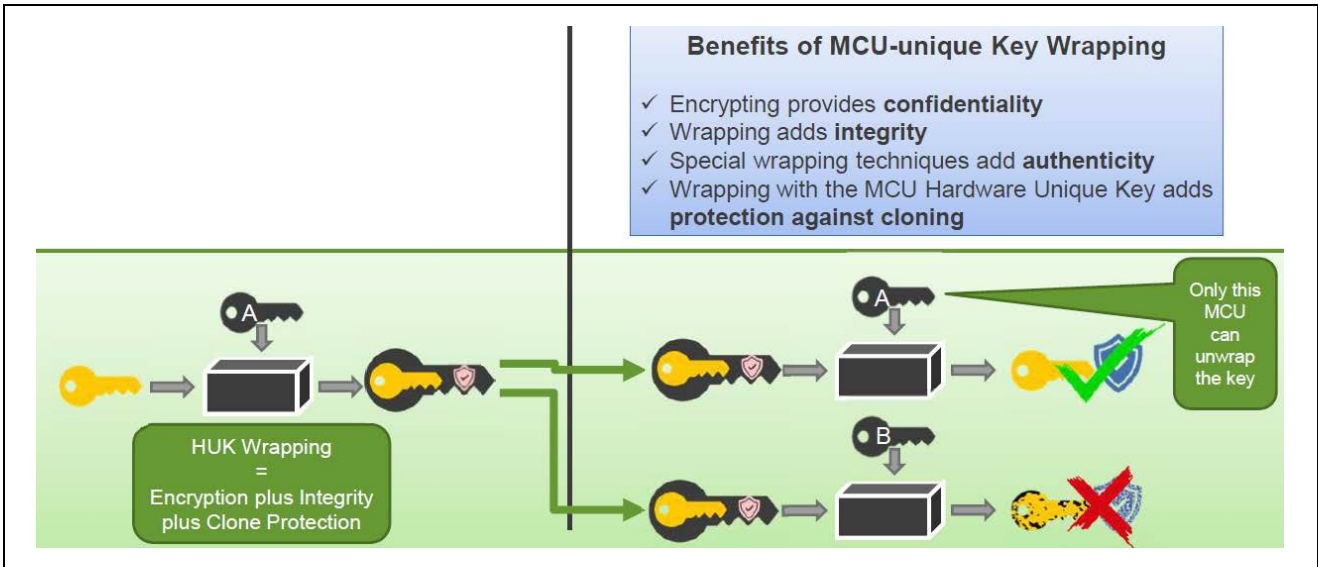 Benefits of MCU-unique Key Wrapping
✓ Encrypting provides confidentiality
✓ Wrapping adds integrity
✓ Special wrapping techniques add authenticity
✓ Wrapping with the MCU Hardware Unique Key adds
protection against cloning
A
HUK Wrapping
=
Encryption plus Integrity
plus Clone Protection
A
Only this
MCU
can
unwrap
the key
B